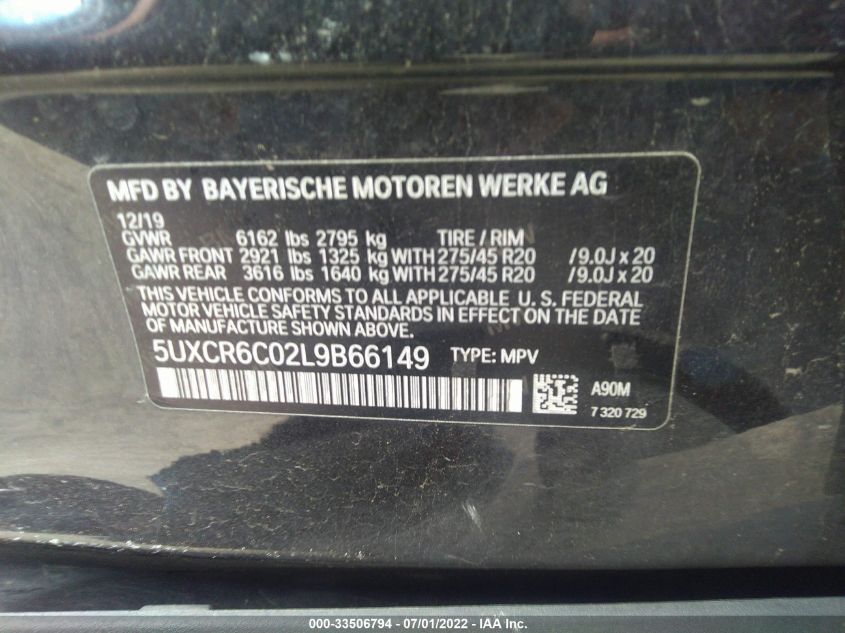 MFD BY BAYERISCHE MOTOREN WERKE AG
12/19
GVWR 6162 lbs 2795 kg TIRE / RIM
GAWR FRONT 2921 lbs 1325 kg WITH 275/45 R20 /9.0J x 20
GAWR REAR 3616 lbs 1640 kg WITH 275/45 R20 /9.0J x 20
THIS VEHICLE CONFORMS TO ALL APPLICABLE U. S. FEDERAL
MOTOR VEHICLE SAFETY STANDARDS IN EFFECT ON THE DATE
OF MANUFACTURE SHOWN ABOVE.
5UXCR6C02L9B66149 TYPE: MPV
A90M
7 320 729
000-33506794 / 07/01/2022 - IAA Inc.